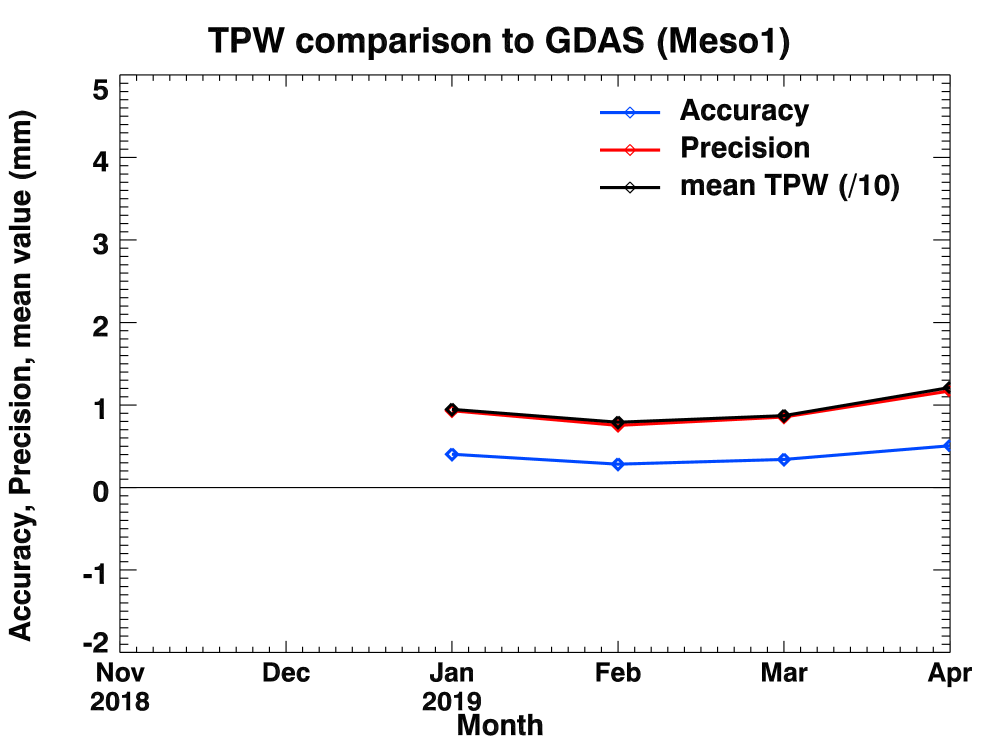 TPW comparison to GDAS (Meso1)
Accuracy, Precision, mean value (mm)
5
4
3
2
1
0
-1
-2
Accuracy
Precision
mean TPW (/10)
Nov Dec Jan Feb Mar Apr
2018 2019
Month